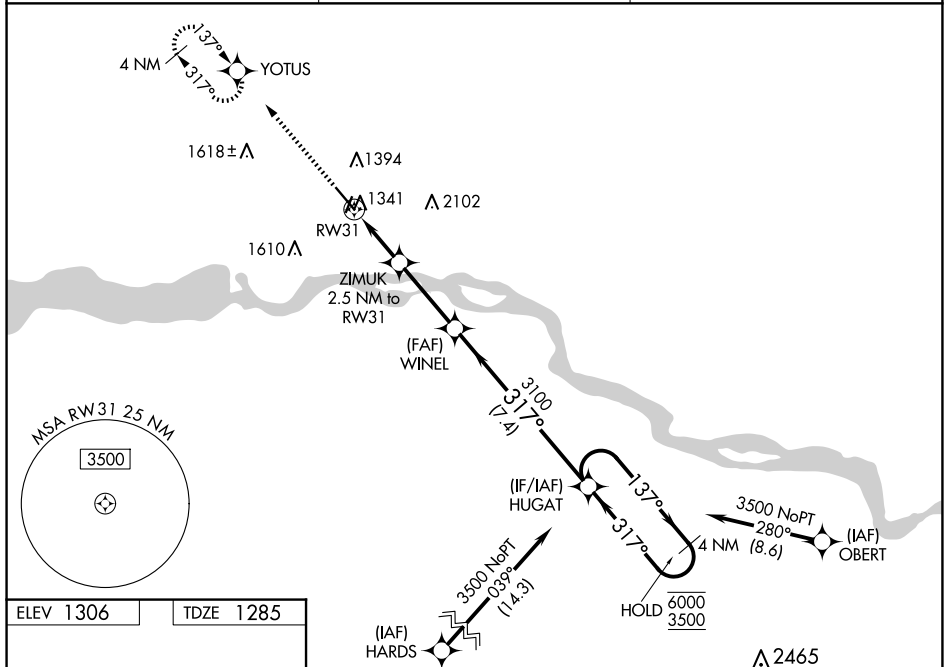 137°
4 NM
YOTUS
317°
1618±
1394
1341
2102
RW31
1610
ZIMUK
2.5 NM to
RW31
(FAF)
WINEL
3100
317°
(7.4)
MSA RW31 25 NM
3500
(IF/IAF)
HUGAT
137°
317°
4 NM
3500 NoPT
280°
(8.6)
(IAF)
OBERT
3500 NoPT
039°
(14.3)
HOLD
6000
3500
(IAF)
HARDS
2465
ELEV 1306
TDZE 1285